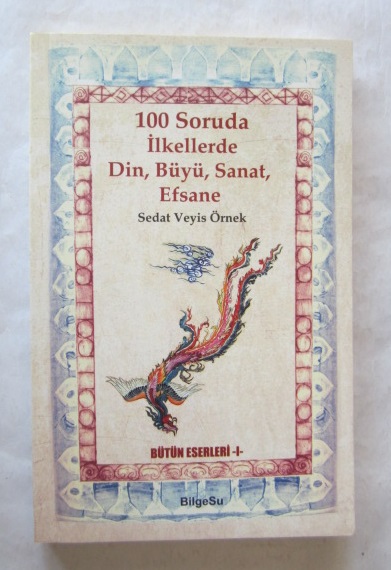 100 Soruda
İlkellerde
Din, Büyü, Sanat,
Efsane
Sedat Veyis Örnek
BÜTÜN ESERLERİ -I-
BilgeSu